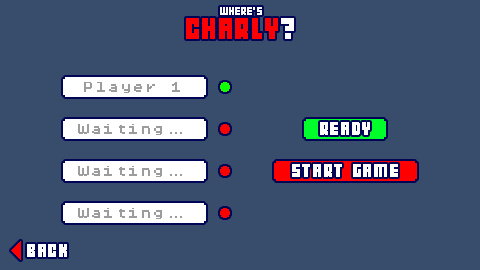 WHERE'S
CHARLY?
Player 1
Waiting...
READY
Waiting...
START GAME
Waiting...
BACK